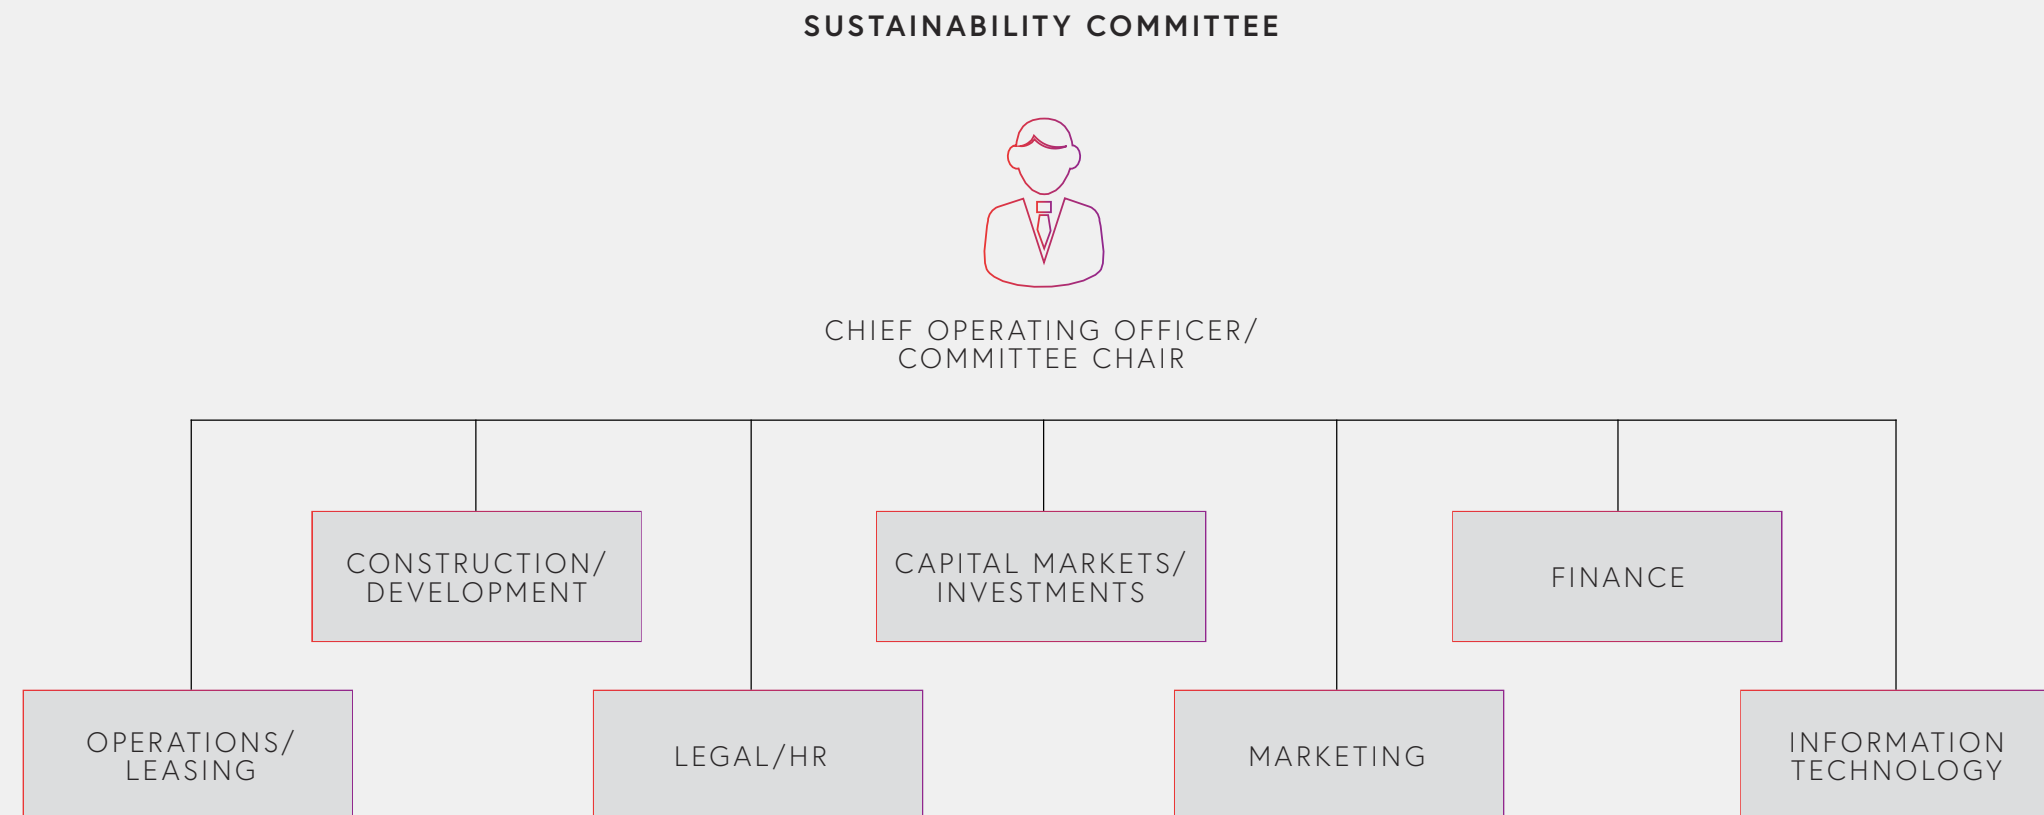 SUSTAINABILITY COMMITTEE
CHIEF OPERATING OFFICER/
COMMITTEE CHAIR
CONSTRUCTION/
DEVELOPMENT
CAPITAL MARKETS/
INVESTMENTS
FINANCE
OPERATIONS/
LEASING
LEGAL/HR
MARKETING
INFORMATION
TECHNOLOGY